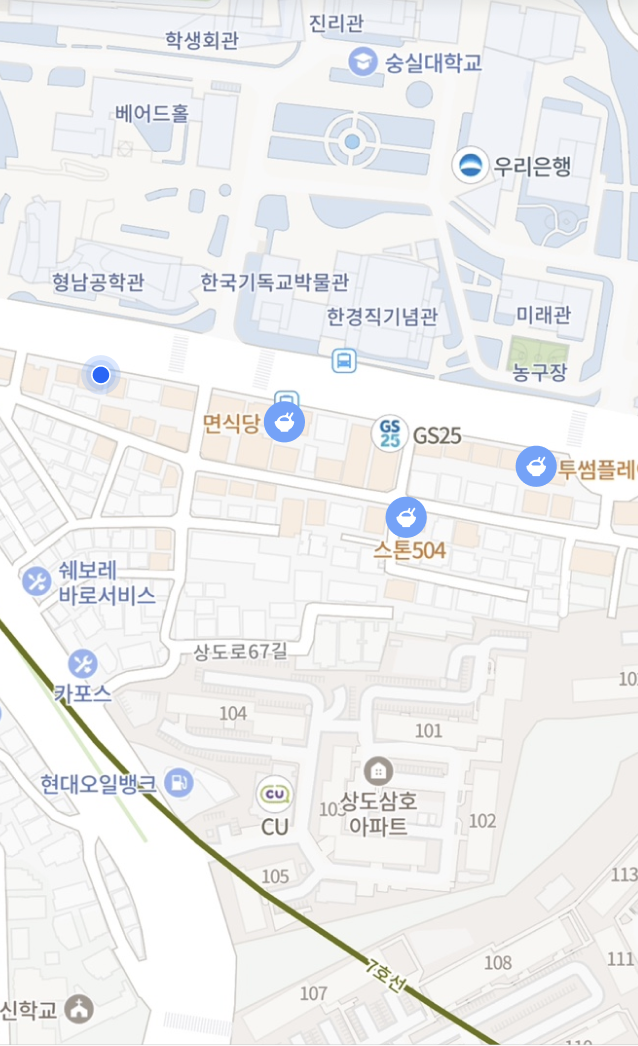 진리관
학생회관
숭실대학교
베어드홀
우리은행
형남공학관
한국기독교박물관
한경직기념관
미래관
농구장
면식당
GS
25
GS25
투썸플레
스톤504
쉐보레
바로서비스
상도로67길
카포스
104
101
현대오일뱅크
CU
CU
103
상도삼호
아파트
102
105
113
7호선
108
111
107
신학교